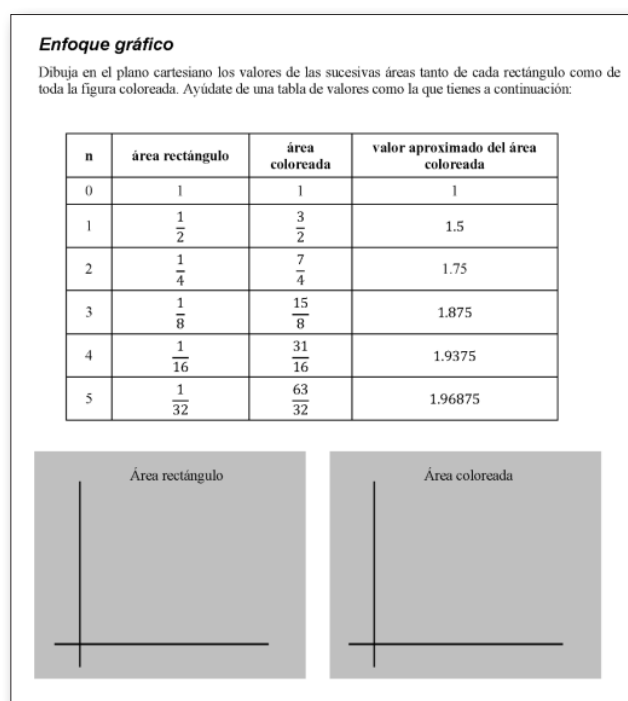 Enfoque gráfico
Dibuja en el plano cartesiano los valores de las sucesivas áreas tanto de cada rectángulo como de
toda la figura coloreada. Ayúdate de una tabla de valores como la que tienes a continuación:
n área rectángulo área coloreada valor aproximado del área coloreada
0 1 1 1
1 1/2 3/2 1.5
2 1/4 7/4 1.75
3 1/8 15/8 1.875
4 1/16 31/16 1.9375
5 1/32 63/32 1.96875
Área rectángulo
Área coloreada